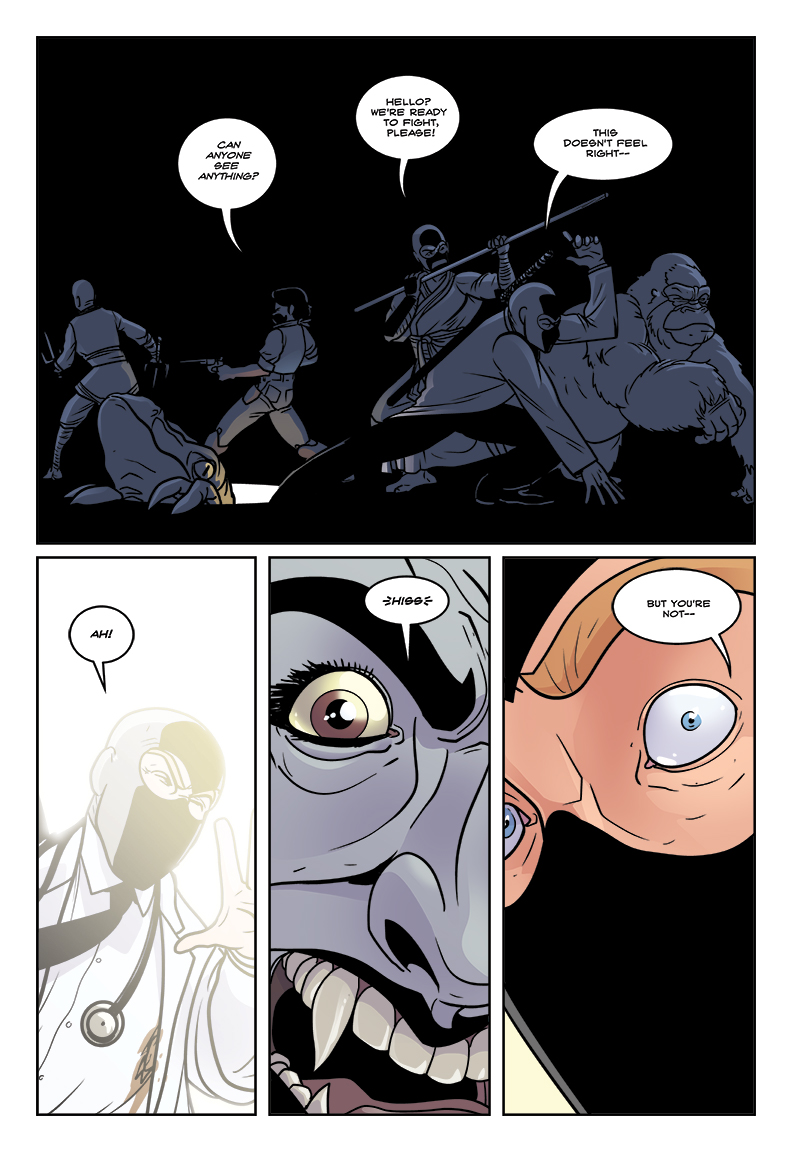 CAN
ANYONE
SEE
ANYTHING?
HELLO?
WE'RE READY
TO FIGHT,
PLEASE!
THIS
DOESN'T FEEL
RIGHT--
AH!
HISS
BUT YOU'RE
NOT--